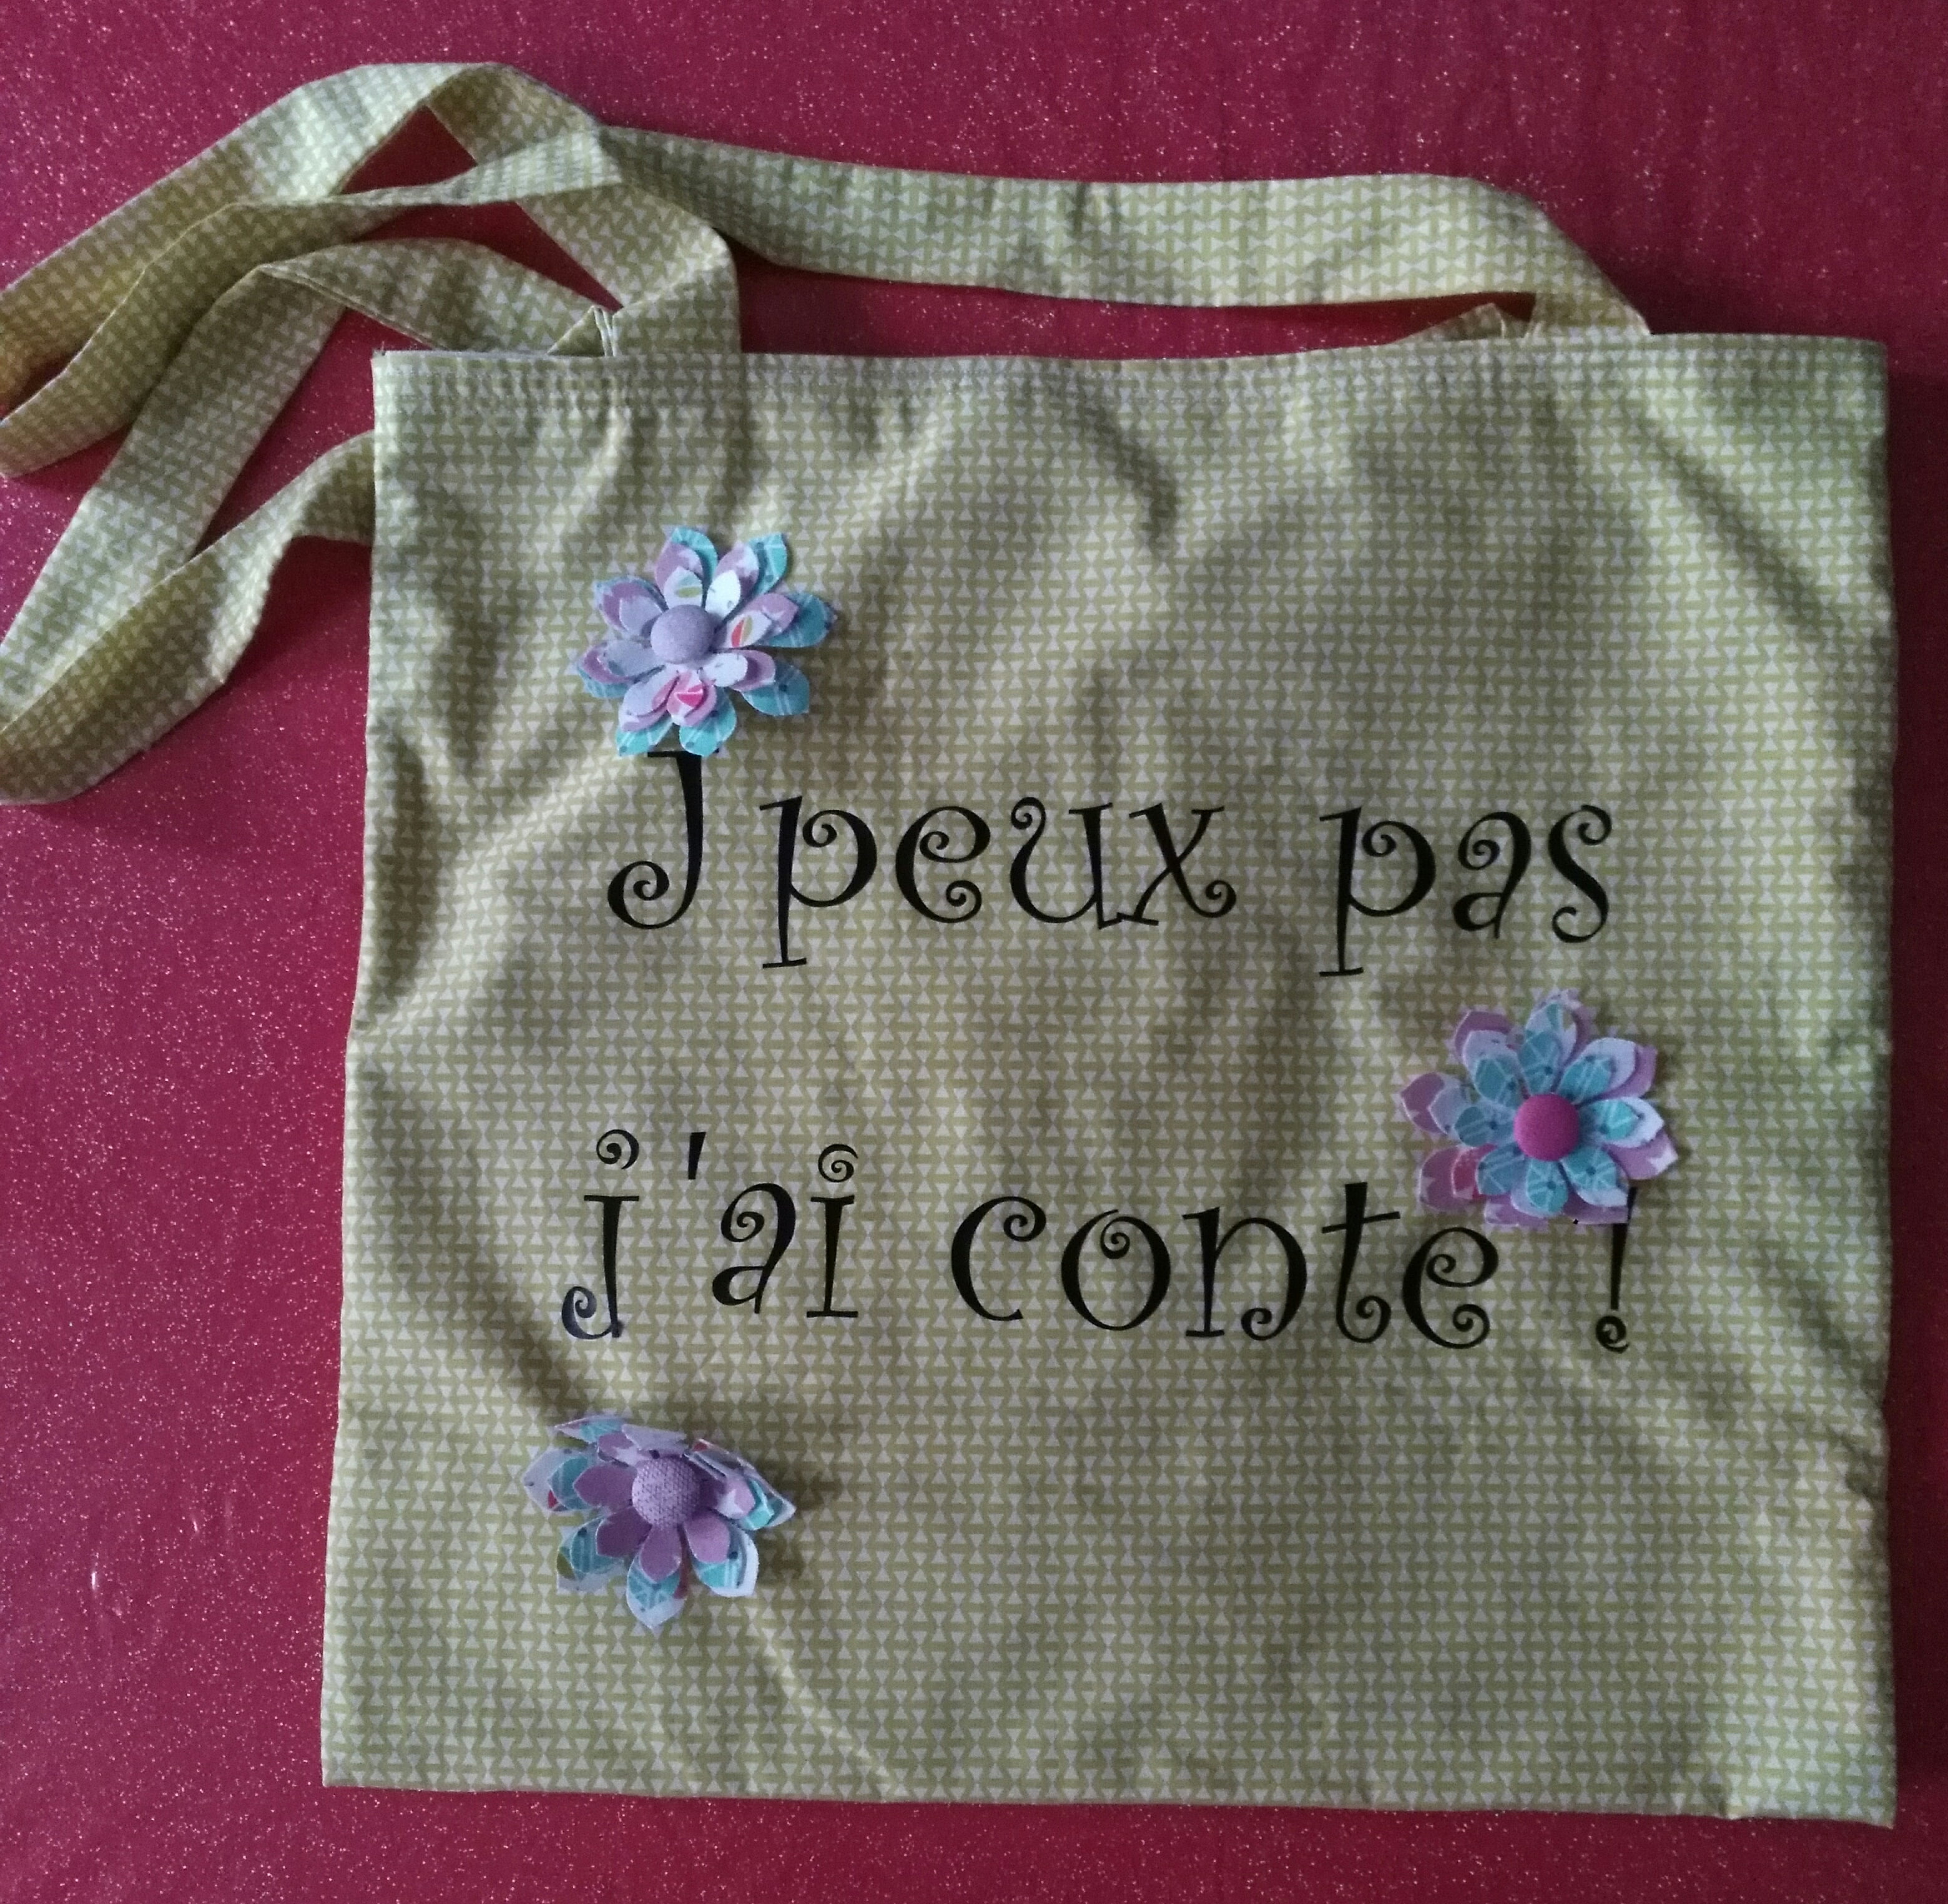 J peux pas
j'ai conte !